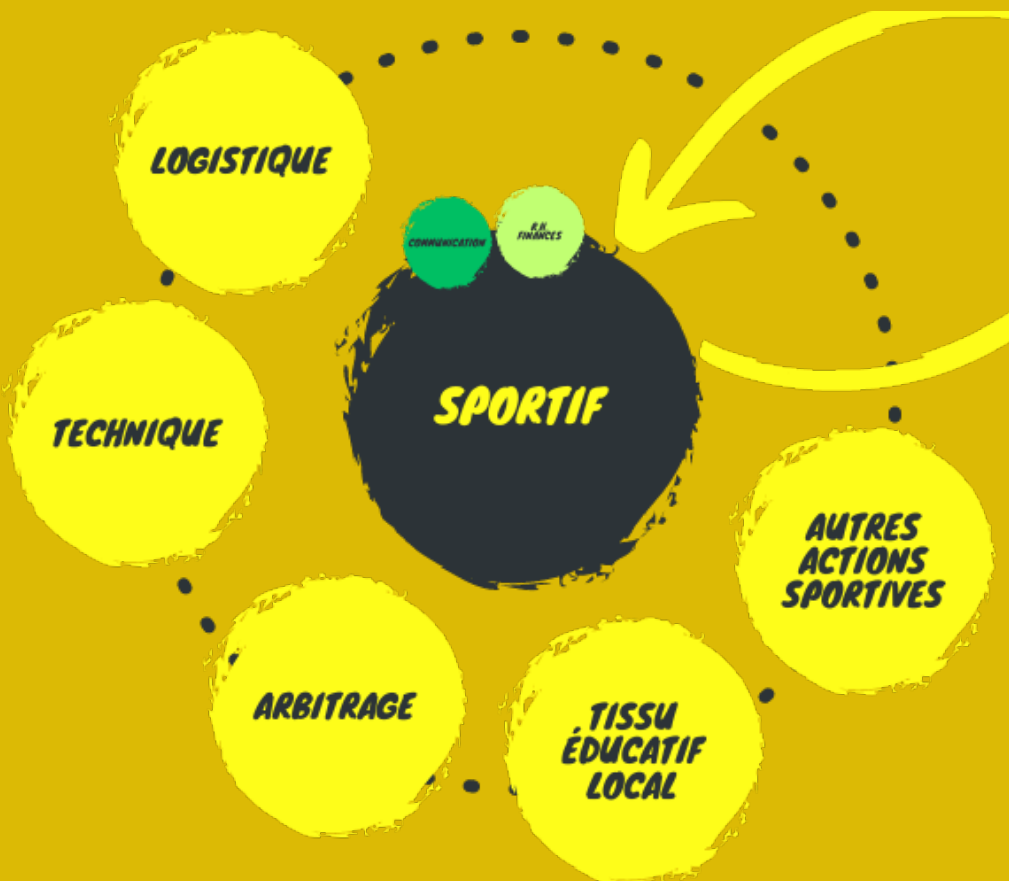 LOGISTIQUE
COMMUNICATION
R.H.
FINANCES
SPORTIF
TECHNIQUE
AUTRES
ACTIONS
SPORTIVES
ARBITRAGE
TISSU
ÉDUCATIF
LOCAL